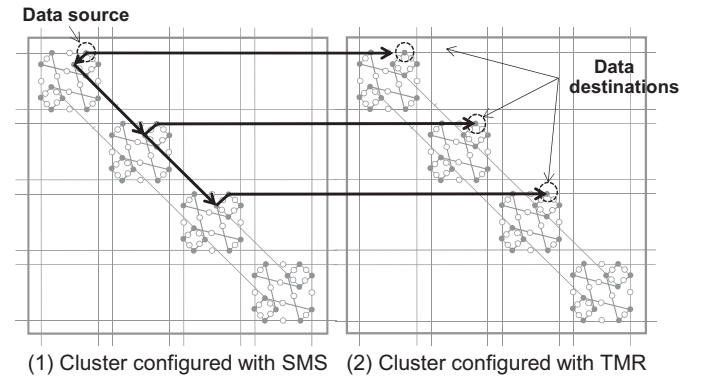 Data source
Data
destinations
(1) Cluster configured with SMS
(2) Cluster configured with TMR